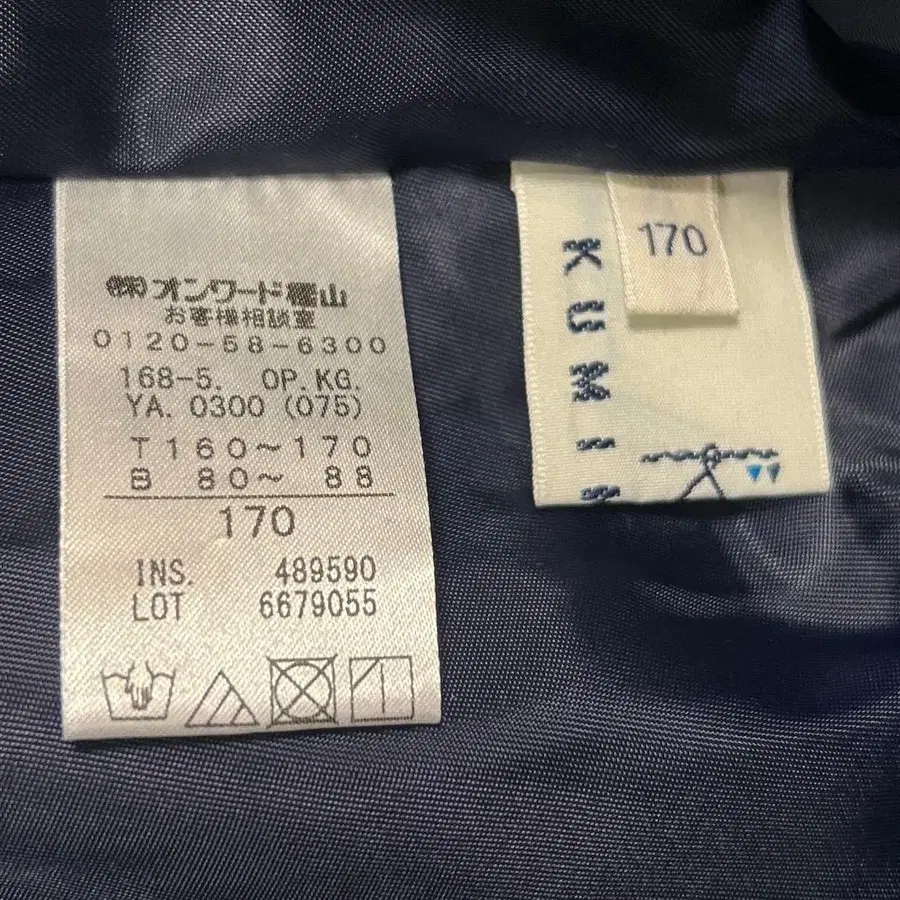 ㈱オンワード樫山
お客様相談室
0120-58-6300
168-5. OP.KG.
YA. 0300 (075)
T160〜170
B 80〜 88
170
INS. 489590
LOT 6679055
170
KUMI